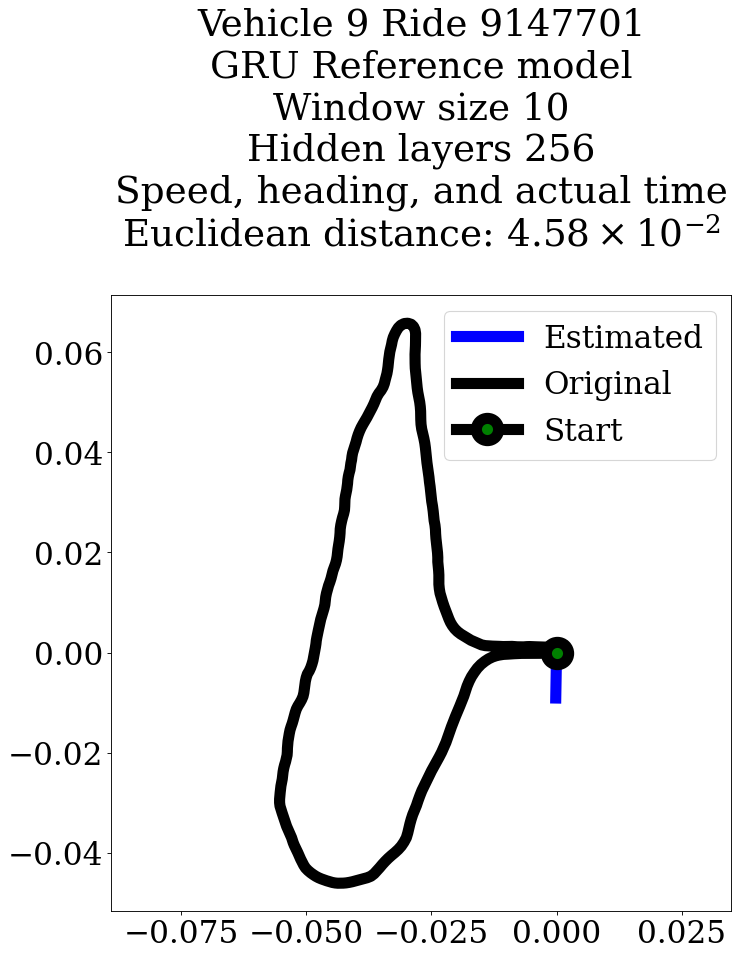 Vehicle 9 Ride 9147701
GRU Reference model
Window size 10
Hidden layers 256
Speed, heading, and actual time
Euclidean distance: 4.58 × 10⁻²
Estimated
Original
Start
0.06
0.04
0.02
0.00
−0.02
−0.04
−0.075 −0.050 −0.025 0.000 0.025